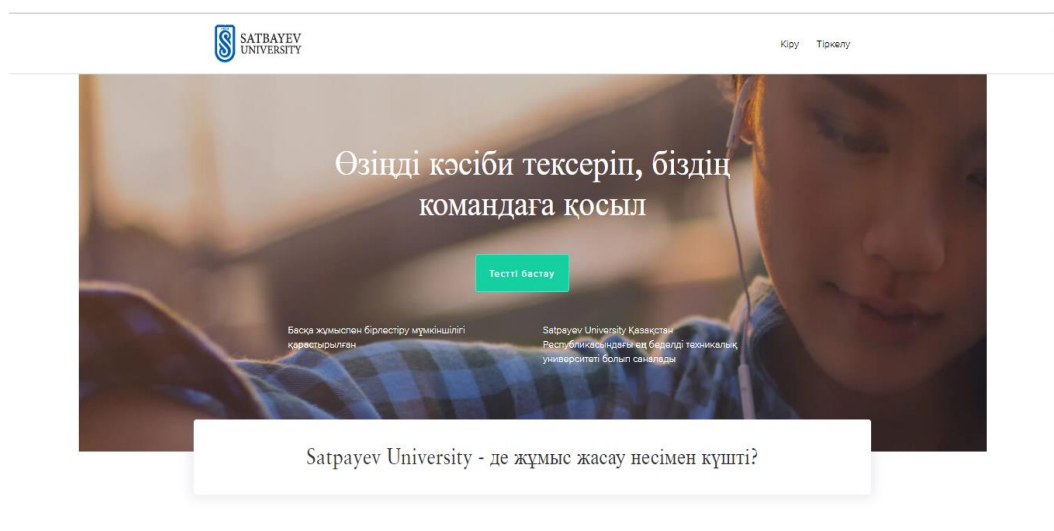 SATBAYEV
UNIVERSITY
Кіру Тіркелу
Өзіңді кәсіби тексеріп, біздің
командаға қосыл
Тестті бастау
Басқа жұмыспен бірлестіру мүмкіншілігі
қарастырылған
Satpayev University Қазақстан
Республикасындағы ең беделді техникалық
университеті болып саналады
Satpayev University - де жұмыс жасау несімен күшті?